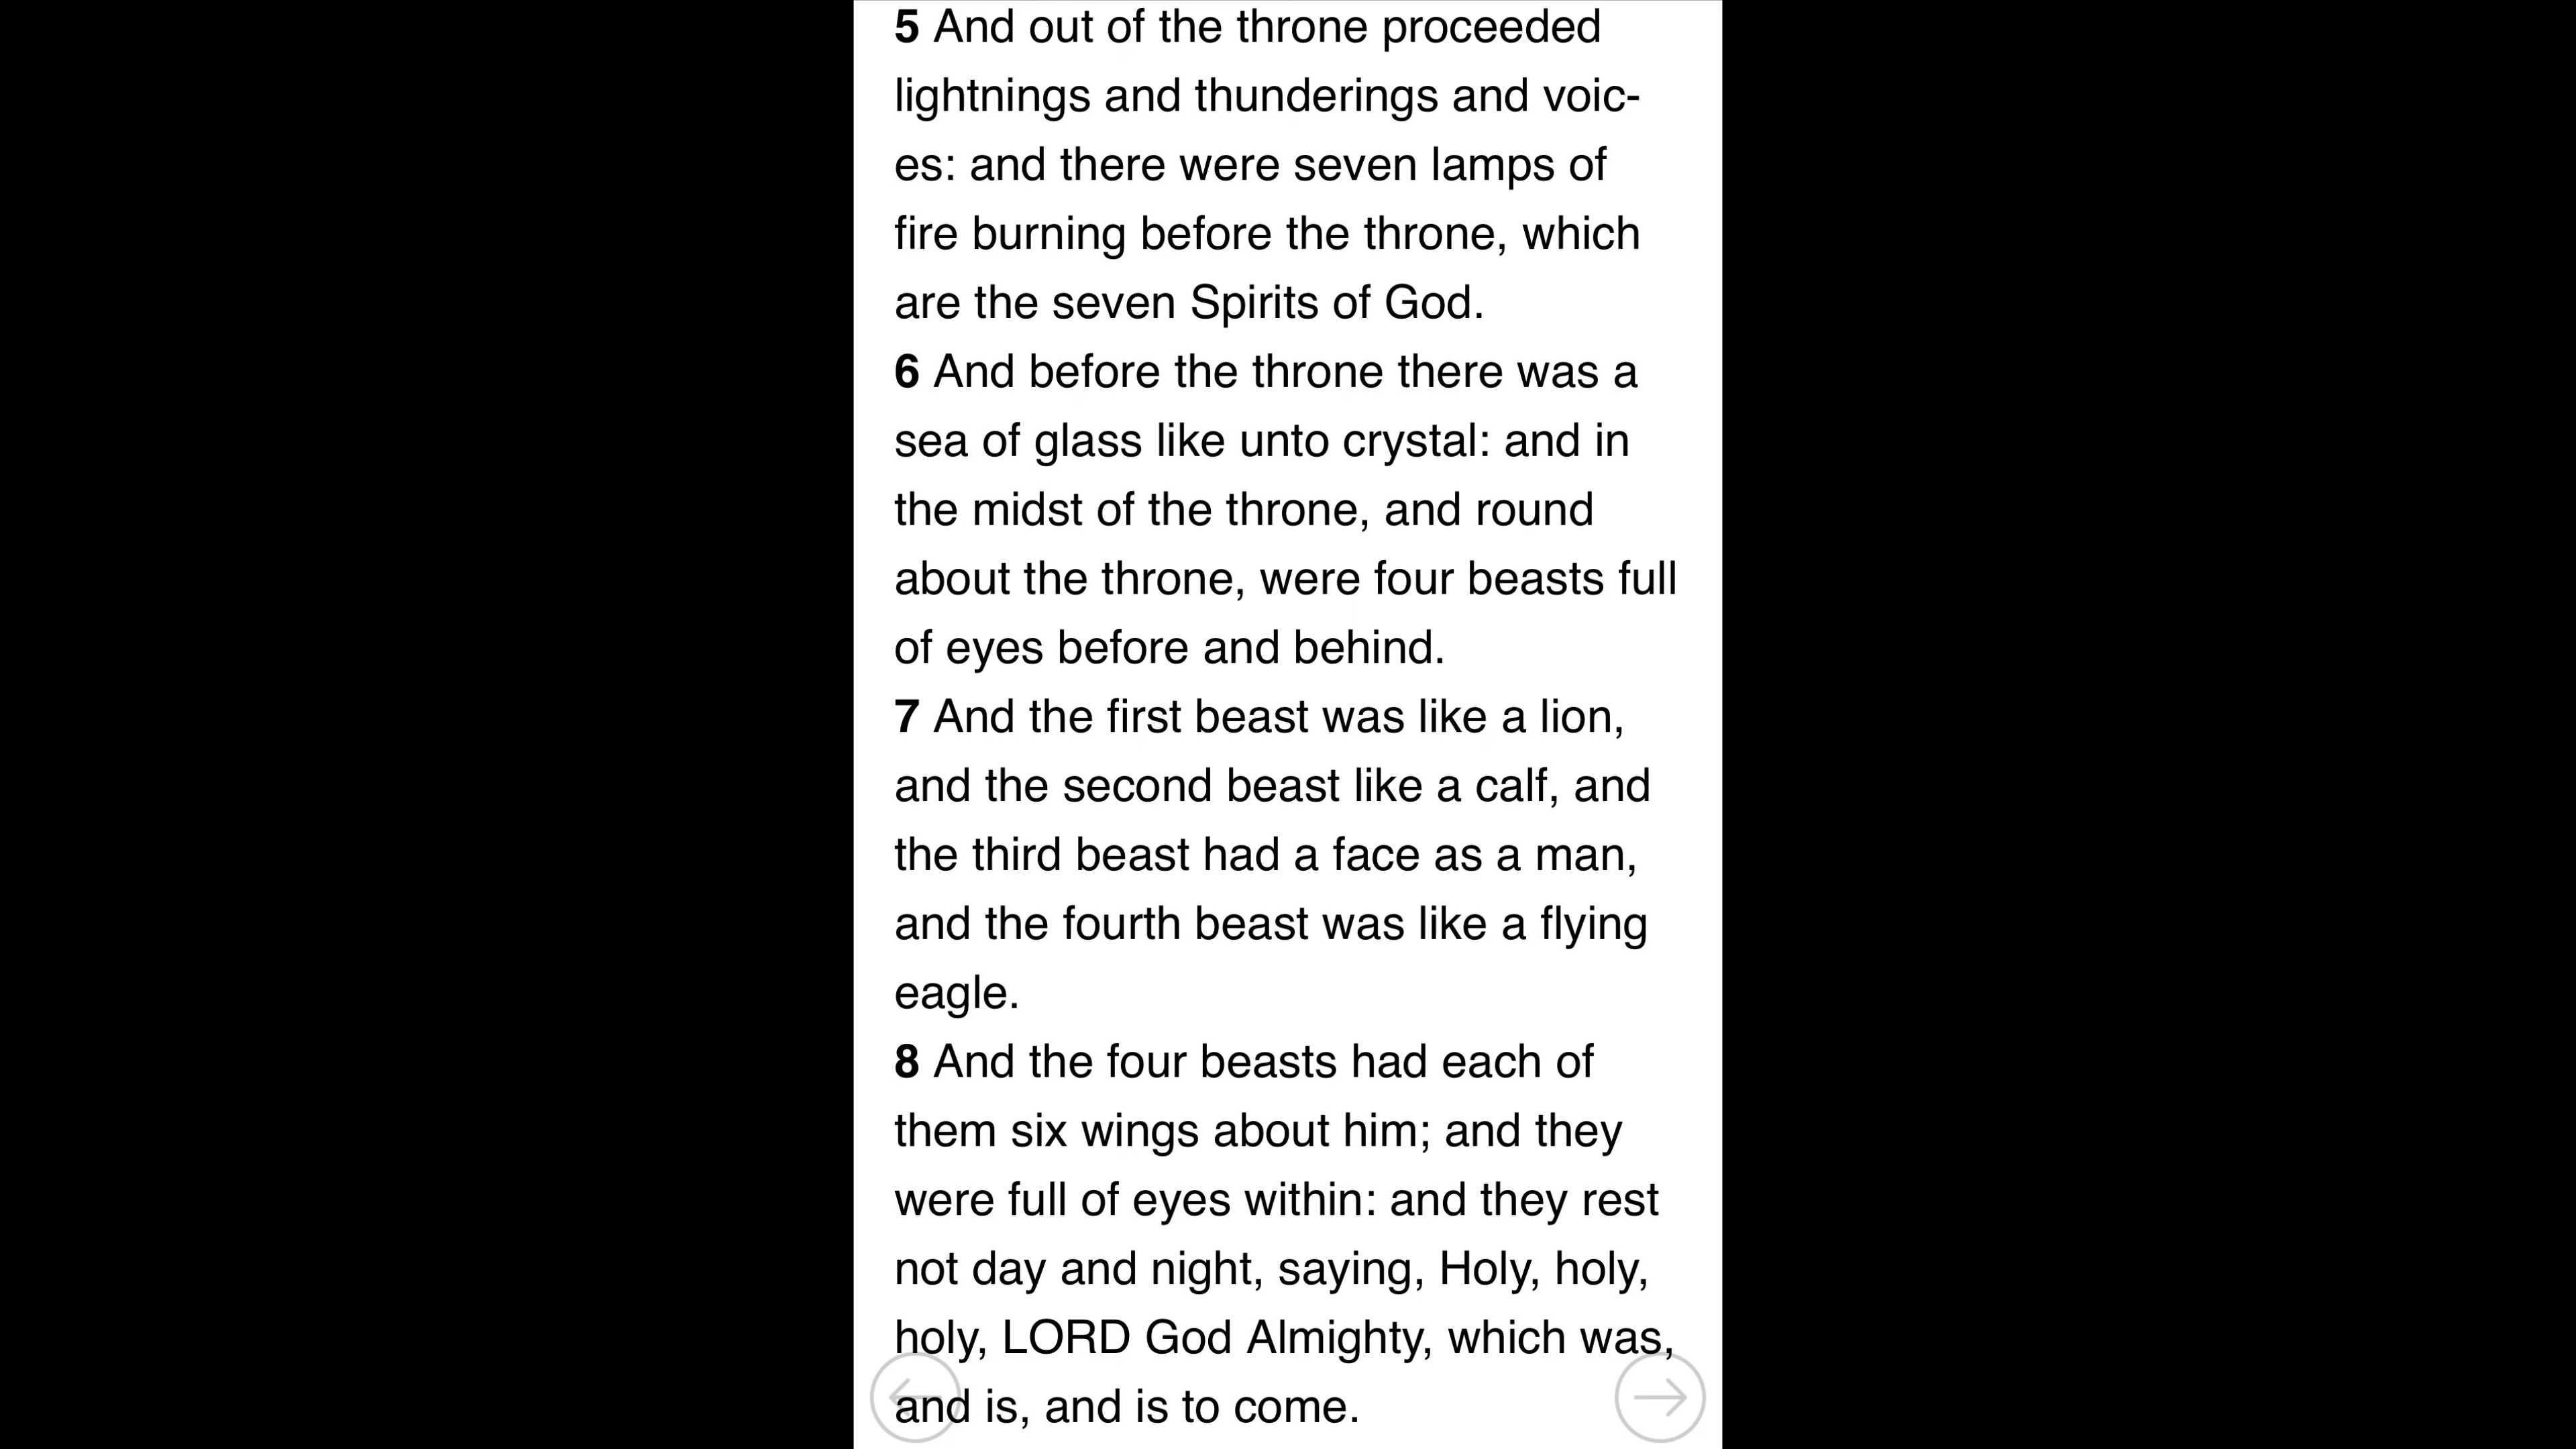 5 And out of the throne proceeded
lightnings and thunderings and voic-
es: and there were seven lamps of
fire burning before the throne, which
are the seven Spirits of God.
6 And before the throne there was a
sea of glass like unto crystal: and in
the midst of the throne, and round
about the throne, were four beasts full
of eyes before and behind.
7 And the first beast was like a lion,
and the second beast like a calf, and
the third beast had a face as a man,
and the fourth beast was like a flying
eagle.
8 And the four beasts had each of
them six wings about him; and they
were full of eyes within: and they rest
not day and night, saying, Holy, holy,
holy, LORD God Almighty, which was,
and is, and is to come.